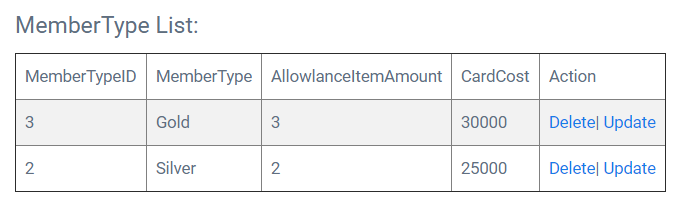 MemberType List:
MemberTypeID MemberType AllowlanceItemAmount CardCost Action
3 Gold 3 30000 Delete| Update
2 Silver 2 25000 Delete| Update